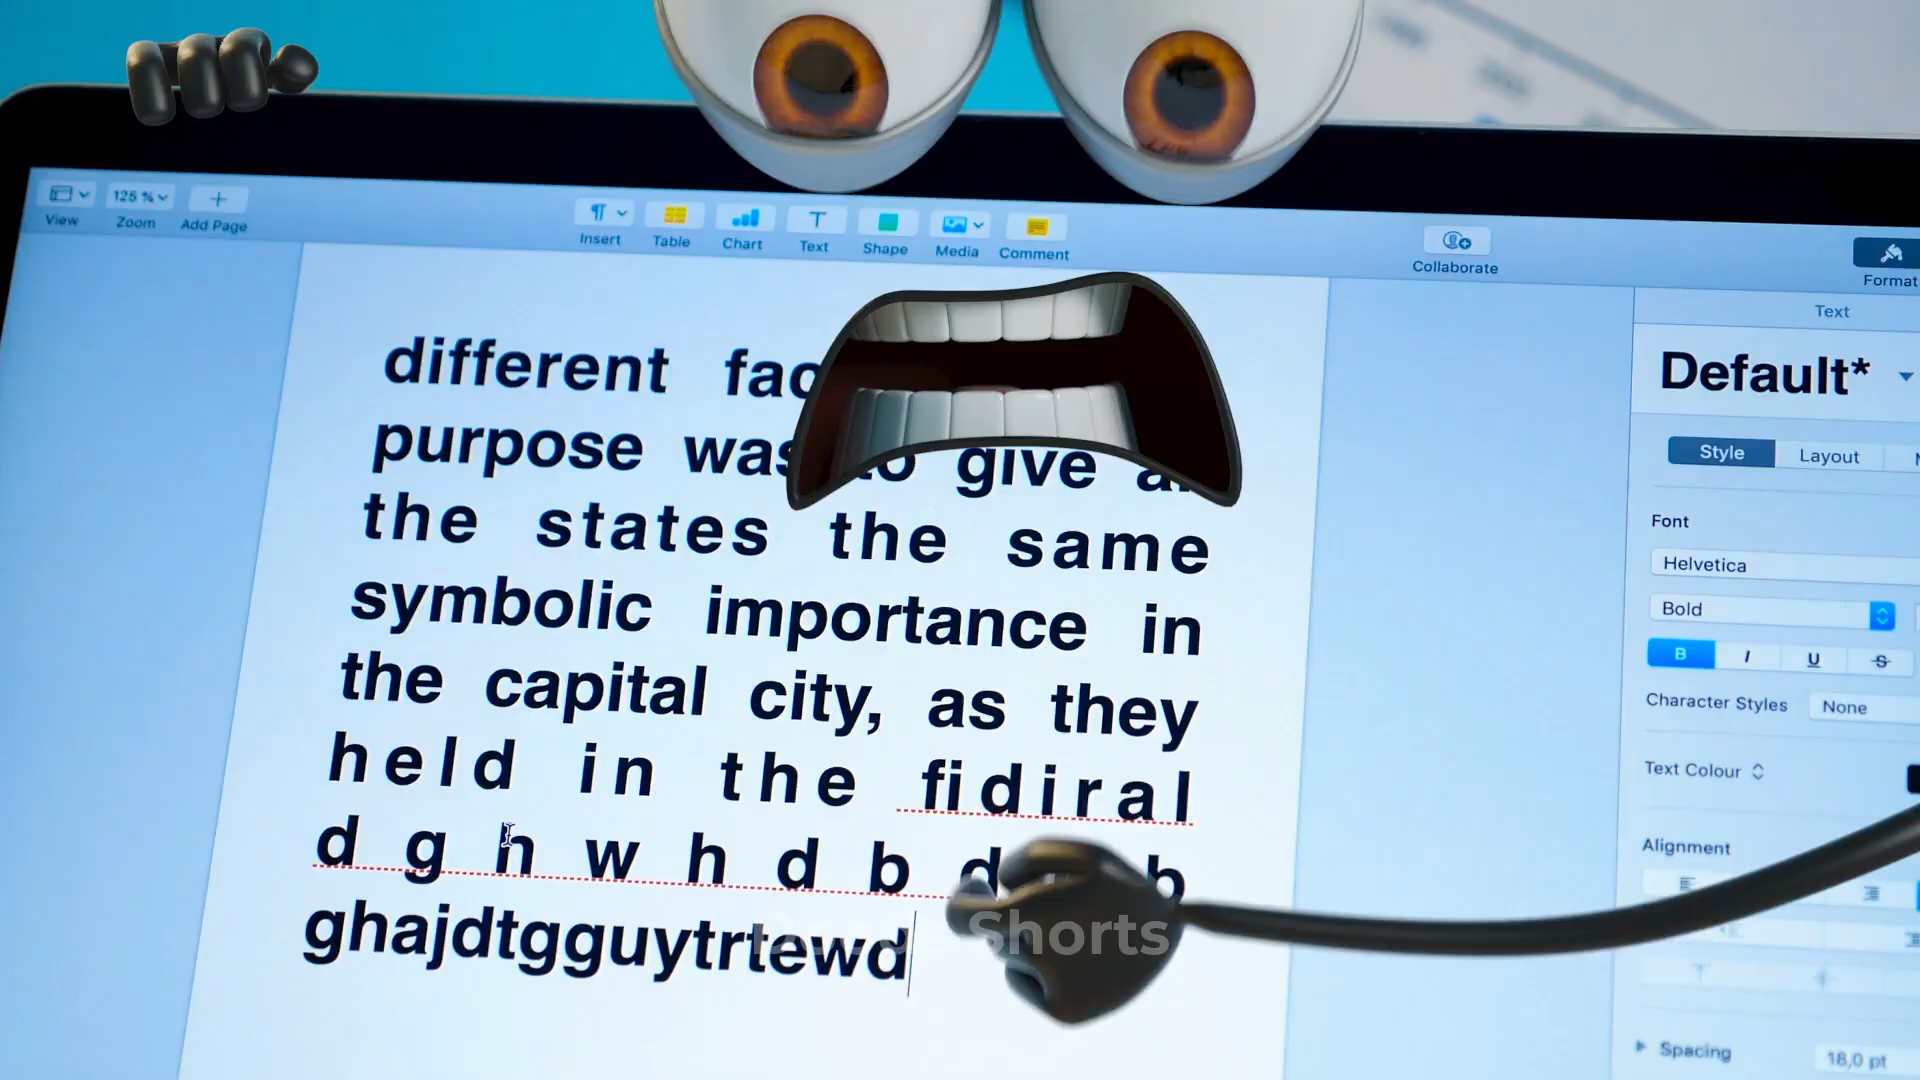 View
125 %
Zoom
Add Page
Insert
Table
Chart
Text
Shape
Media
Comment
Collaborate
Format
Text
Default*
Style
Layout
Font
Helvetica
Bold
B I U S
Character Styles
None
Text Colour
Alignment
Spacing
18,0 pt
different
purpose was to give
the states the same
symbolic importance in
the capital city, as they
held in the fidiral
d g h w h d b d b
ghajdtgguytrtewd
Shorts